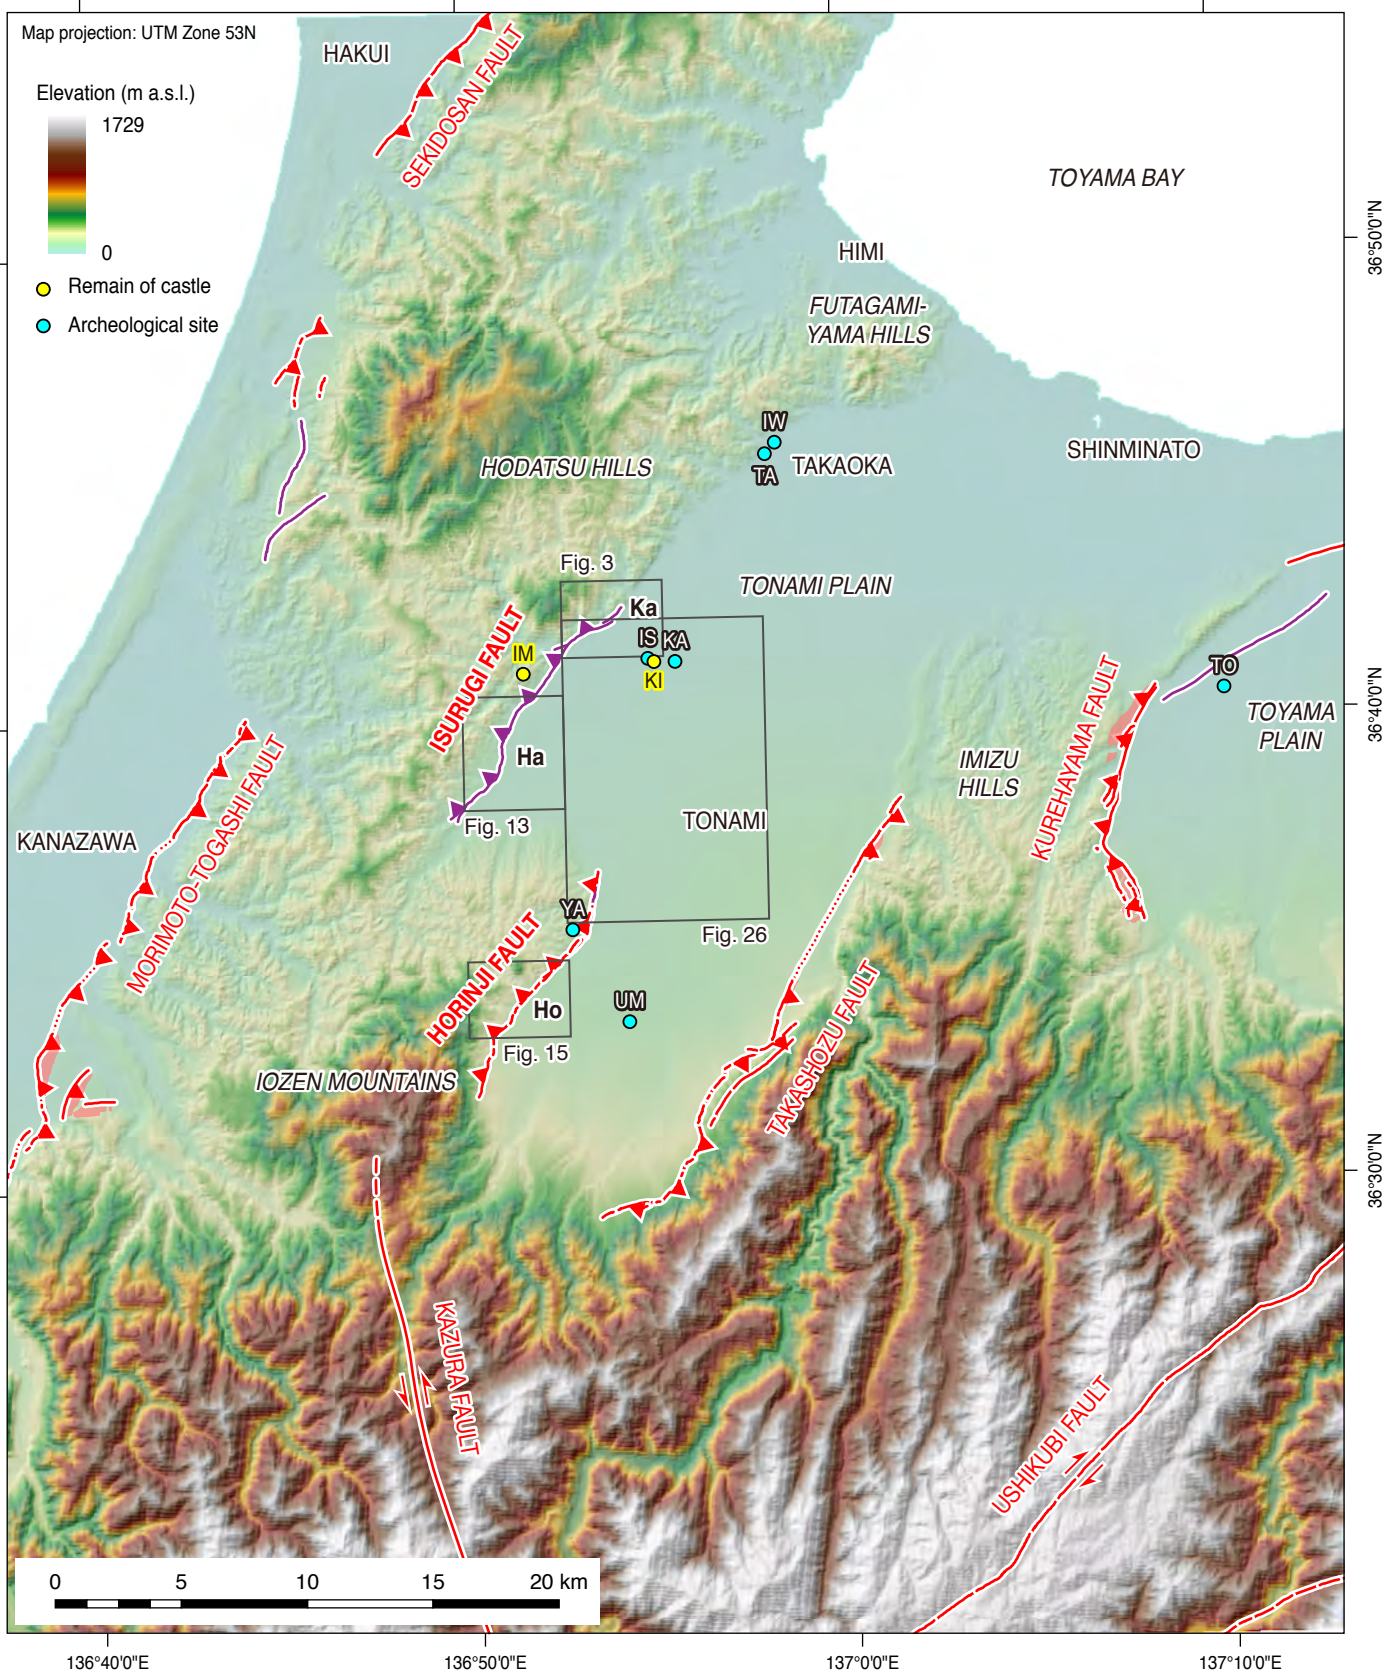 Map projection: UTM Zone 53N
HAKUI
SEKIDOSAN FAULT
Elevation (m a.s.l.)
1729
0
Remain of castle
Archeological site
TOYAMA BAY
36°50'0"N
HIMI
FUTAGAMI-
YAMA HILLS
IW
TA
TAKAOKA
SHINMINATO
HODATSU HILLS
Fig. 3
TONAMI PLAIN
Ka
ISURUGI FAULT
IM
IS
KA
KI
TO
36°40'0"N
TOYAMA
PLAIN
KUREHAYAMA FAULT
IMIZU
HILLS
Ha
TONAMI
Fig. 13
KANAZAWA
MORIMOTO-TOGASHI FAULT
YA
Fig. 26
HORINJI FAULT
UM
Ho
Fig. 15
TAKASHOZU FAULT
IOZEN MOUNTAINS
36°30'0"N
KAZURA FAULT
USHIKUBI FAULT
0
5
10
15
20 km
136°40'0"E
136°50'0"E
137°0'0"E
137°10'0"E